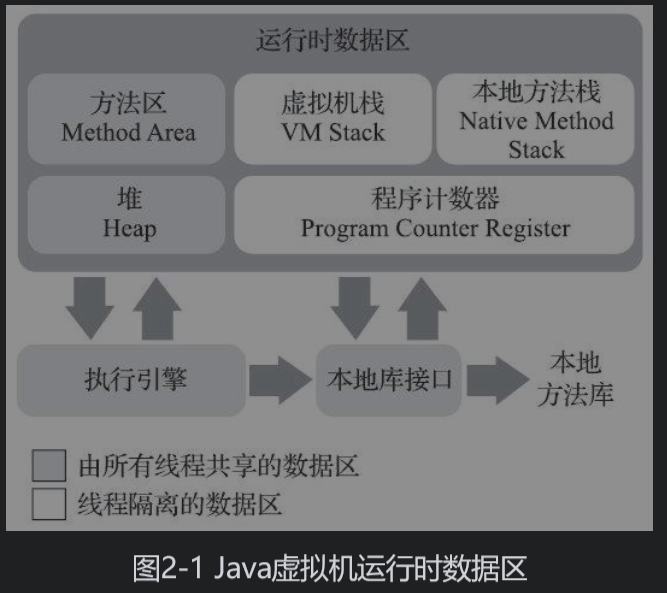 运行时数据区
方法区
Method Area
虚拟机栈
VM Stack
本地方法栈
Native Method
Stack
堆
Heap
程序计数器
Program Counter Register
执行引擎
本地库接口
本地
方法库
由所有线程共享的数据区
线程隔离的数据区
图2-1 Java虚拟机运行时数据区